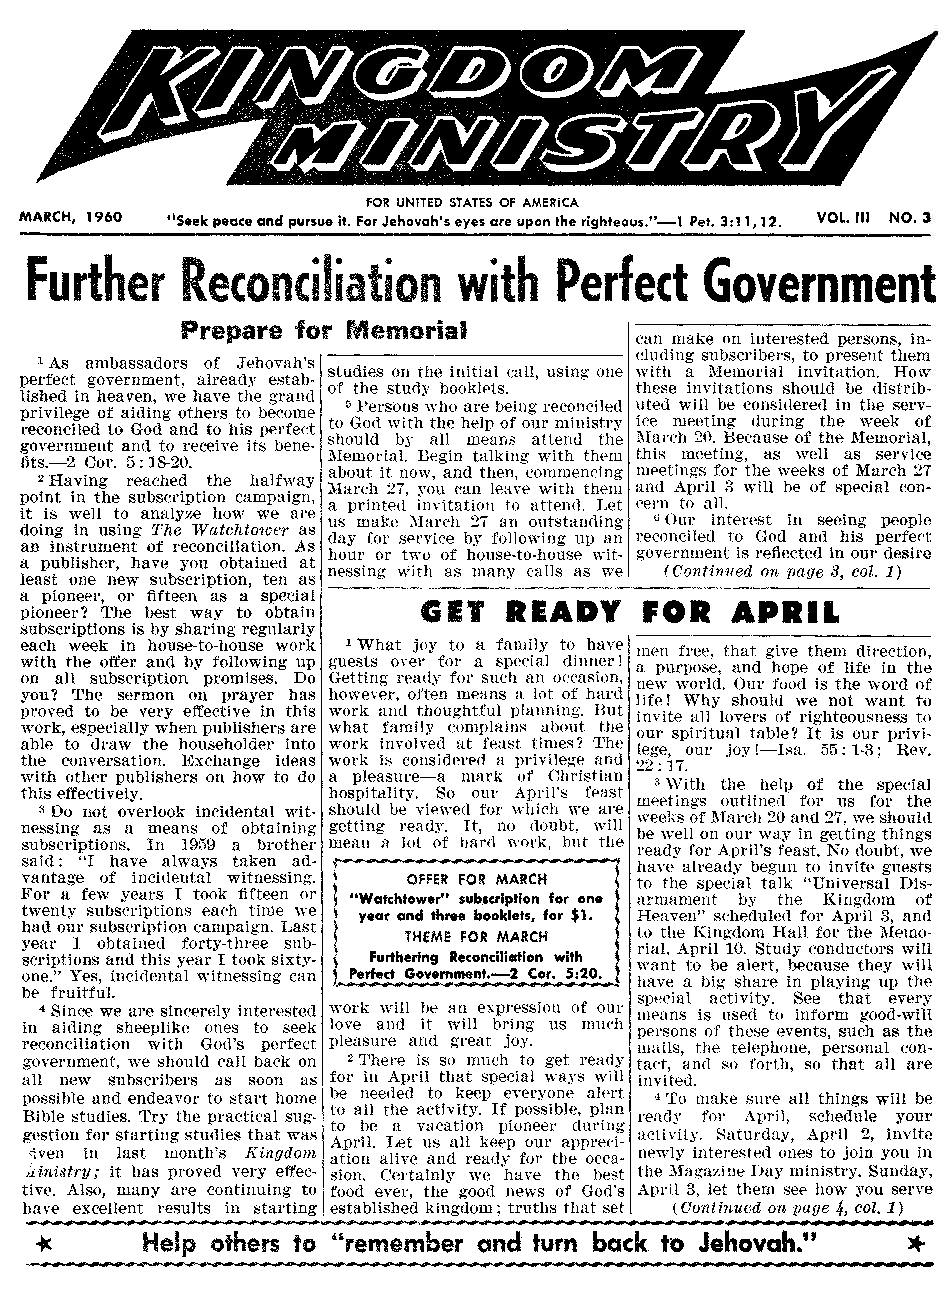 KINGDOM
MINISTRY
FOR UNITED STATES OF AMERICA
MARCH, 1960 "Seek peace and pursue it. For Jehovah's eyes are upon the righteous."—1 Pet. 3:11,12. VOL. III NO. 3
Further Reconciliation with Perfect Government
Prepare for Memorial
1 As ambassadors of Jehovah's
perfect government, already estab-
lished in heaven, we have the grand
privilege of aiding others to become
reconciled to God and to his perfect
government and to receive its bene-
fits.—2 Cor. 5:18-20.
2 Having reached the halfway
point in the subscription campaign,
it is well to analyze how we are
doing in using The Watchtower as
an instrument of reconciliation. As
a publisher, have you obtained at
least one new subscription, ten as
a pioneer, or fifteen as a special
pioneer? The best way to obtain
subscriptions is by sharing regularly
each week in house-to-house work
with the offer and by following up
on all subscription promises. Do
you? The sermon on prayer has
proved to be very effective in this
work, especially when publishers are
able to draw the householder into
the conversation. Exchange ideas
with other publishers on how to do
this effectively.
3 Do not overlook incidental wit-
nessing as a means of obtaining
subscriptions. In 1959 a brother
said: "I have always taken ad-
vantage of incidental witnessing.
For a few years I took fifteen or
twenty subscriptions each time we
had our subscription campaign. Last
year I obtained forty-three sub-
scriptions and this year I took sixty-
one." Yes, incidental witnessing can
be fruitful.
4 Since we are sincerely interested
in aiding sheeplike ones to seek
reconciliation with God's perfect
government, we should call back on
all new subscribers as soon as
possible and endeavor to start home
Bible studies. Try the practical sug-
gestion for starting studies that was
given in last month's Kingdom
Ministry; it has proved very effec-
tive. Also, many are continuing to
have excellent results in starting
studies on the initial call, using one
of the study booklets.
5 Persons who are being reconciled
to God with the help of our ministry
should by all means attend the
Memorial. Begin talking with them
about it now, and then, commencing
March 27, you can leave with them
a printed invitation to attend. Let
us make March 27 an outstanding
day for service by following up an
hour or two of house-to-house wit-
nessing with as many calls as we
can make on interested persons, in-
cluding subscribers, to present them
with a Memorial invitation. How
these invitations should be distrib-
uted will be considered in the serv-
ice meeting during the week of
March 20. Because of the Memorial,
this meeting, as well as service
meetings for the weeks of March 27
and April 3 will be of special con-
cern to all.
6 Our interest in seeing people
reconciled to God and his perfect
government is reflected in our desire
(Continued on page 3, col. 1)
GET READY FOR APRIL
1 What joy to a family to have
guests over for a special dinner!
Getting ready for such an occasion,
however, often means a lot of hard
work and thoughtful planning. But
what family complains about the
work involved at feast times? The
work is considered a privilege and
a pleasure—a mark of Christian
hospitality. So our April's feast
should be viewed for which we are
getting ready. It, no doubt, will
mean a lot of hard work, but the
OFFER FOR MARCH
"Watchtower" subscription for one
year and three booklets, for $1.
THEME FOR MARCH
Furthering Reconciliation with
Perfect Government.—2 Cor. 5:20.
work will be an expression of our
love and it will bring us much
pleasure and great joy.
2 There is so much to get ready
for in April that special ways will
be needed to keep everyone alert
to all the activity. If possible, plan
to be a vacation pioneer during
April. Let us all keep our appreci-
ation alive and ready for the occa-
sion. Certainly we have the best
food ever, the good news of God's
established kingdom; truths that set
men free, that give them direction,
a purpose, and hope of life in the
new world. Our food is the word of
life! Why should we not want to
invite all lovers of righteousness to
our spiritual table? It is our privi-
lege, our joy!—Isa. 55:1-3; Rev.
22:17.
3 With the help of the special
meetings outlined for us for the
weeks of March 20 and 27, we should
be well on our way in getting things
ready for April's feast. No doubt, we
have already begun to invite guests
to the special talk "Universal Dis-
armament by the Kingdom of
Heaven" scheduled for April 3, and
to the Kingdom Hall for the Memo-
rial, April 10. Study conductors will
want to be alert, because they will
have a big share in playing up the
special activity. See that every
means is used to inform good-will
persons of these events, such as the
mails, the telephone, personal con-
tact, and so forth, so that all are
invited.
4 To make sure all things will be
ready for April, schedule your
activity. Saturday, April 2, invite
newly interested ones to join you in
the Magazine Day ministry. Sunday,
April 3, let them see how you serve
(Continued on page 4, col. 1)
★ Help others to "remember and turn back to Jehovah." ★